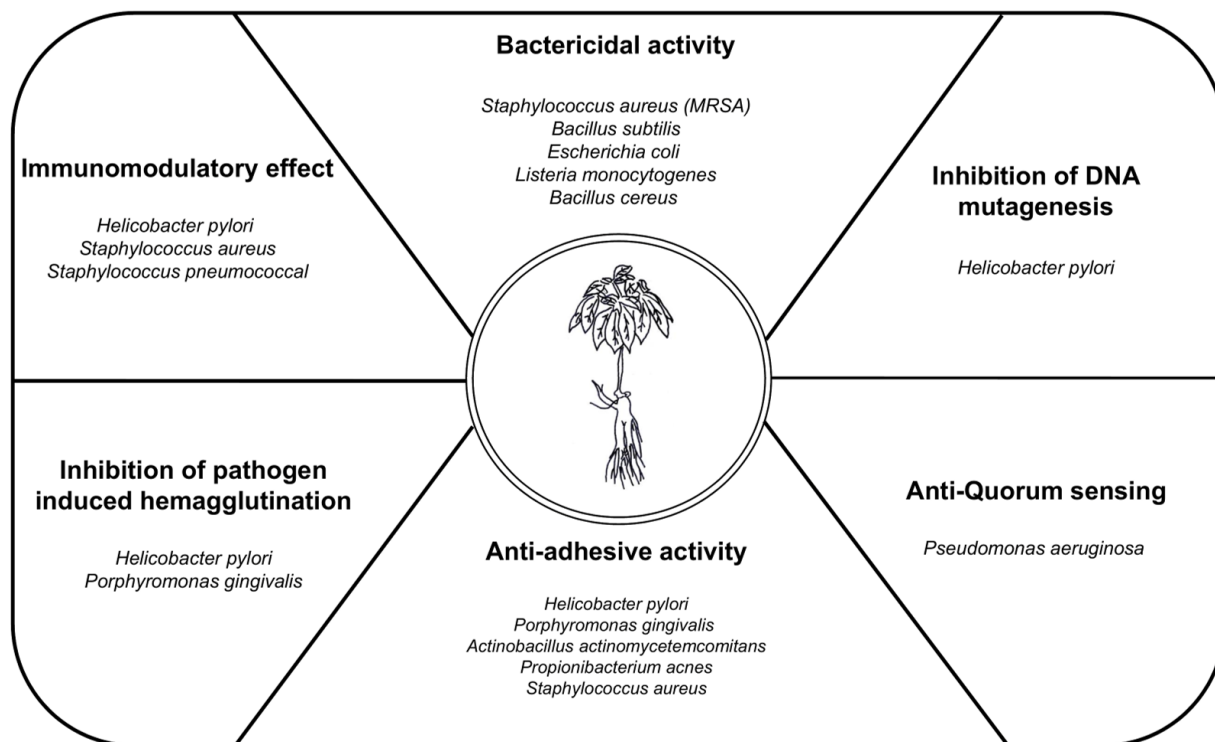 Bactericidal activity
Staphylococcus aureus (MRSA)
Bacillus subtilis
Escherichia coli
Listeria monocytogenes
Bacillus cereus
Immunomodulatory effect
Helicobacter pylori
Staphylococcus aureus
Staphylococcus pneumococcal
Inhibition of DNA
mutagenesis
Helicobacter pylori
Inhibition of pathogen
induced hemagglutination
Helicobacter pylori
Porphyromonas gingivalis
Anti-adhesive activity
Helicobacter pylori
Porphyromonas gingivalis
Actinobacillus actinomycetemcomitans
Propionibacterium acnes
Staphylococcus aureus
Anti-Quorum sensing
Pseudomonas aeruginosa